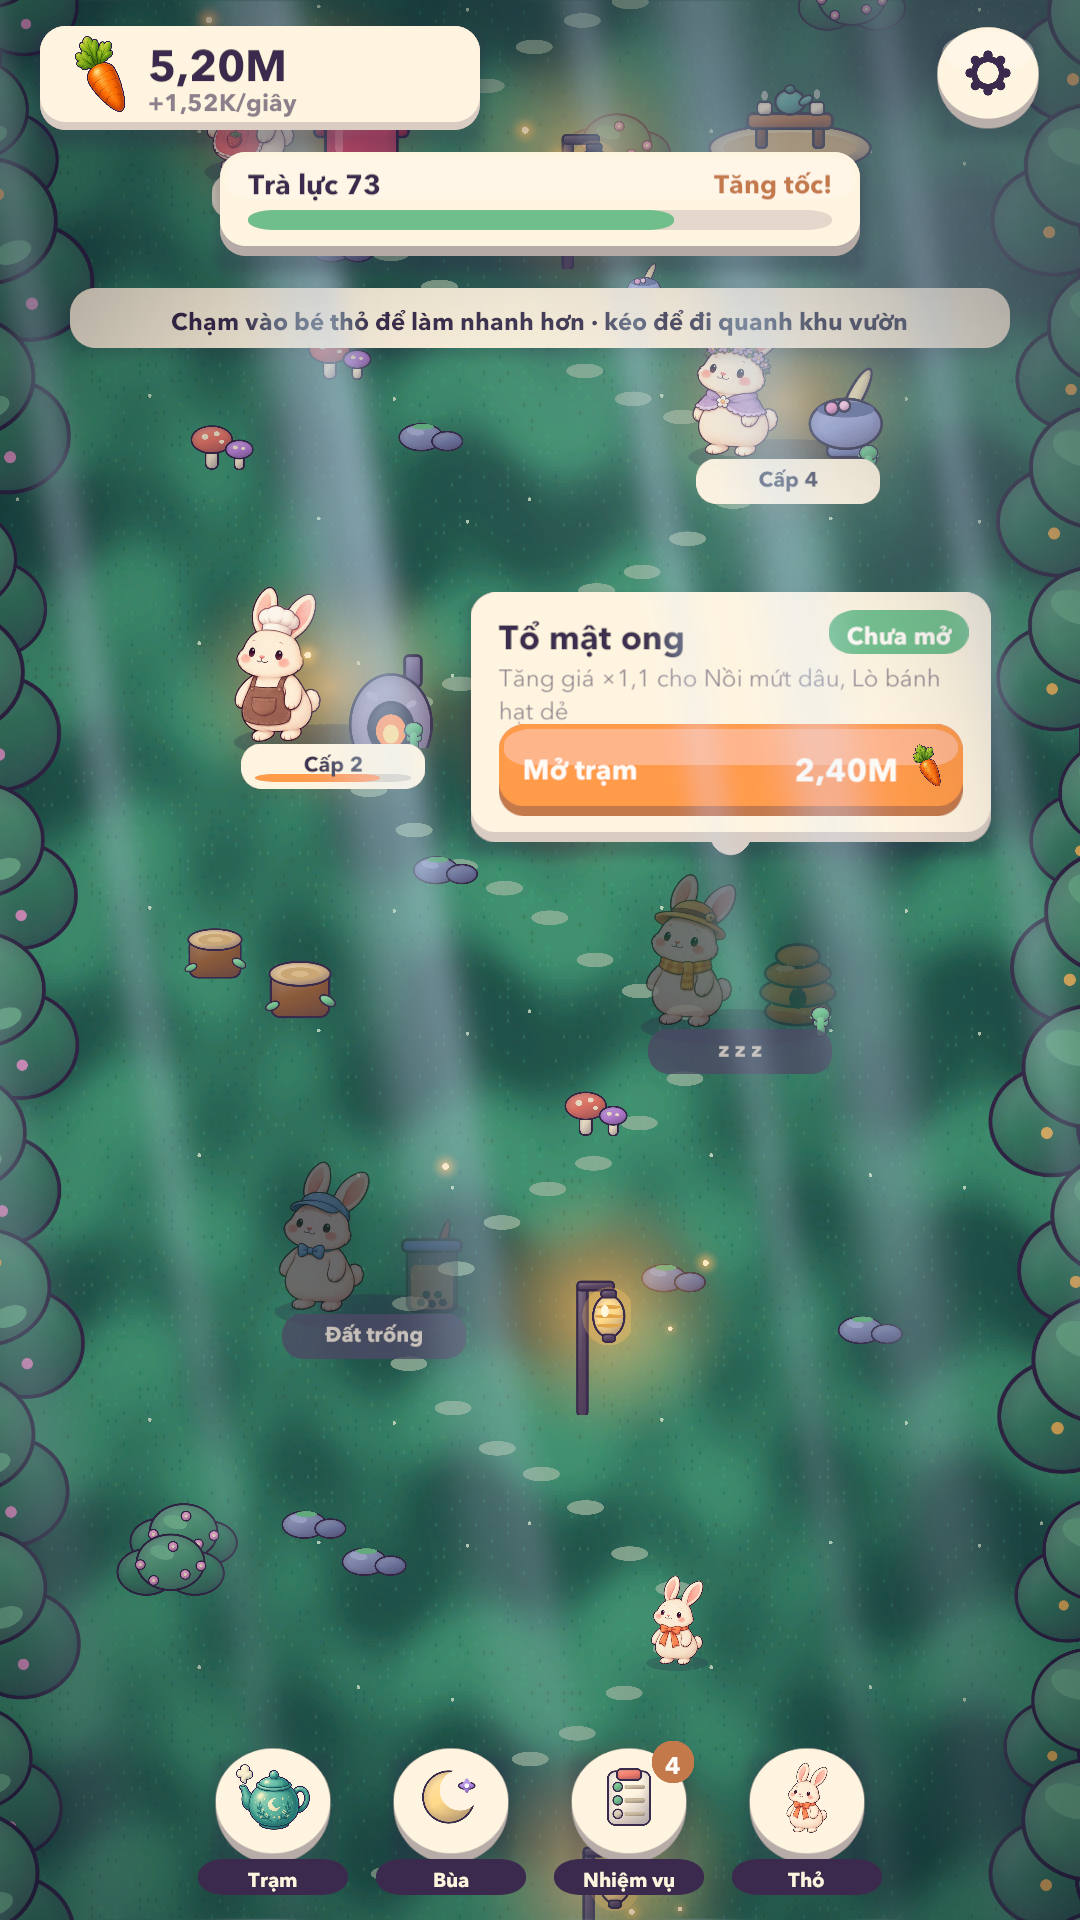 5,20M
+1,52K/giây
Trà lực 73
Tăng tốc!
Chạm vào bé thỏ để làm nhanh hơn · kéo để đi quanh khu vườn
Cấp 4
Tổ mật ong
Chưa mở
Tăng giá ×1,1 cho Nồi mứt dâu, Lò bánh
hạt dẻ
Mở trạm
2,40M
Cấp 2
z z z
Đất trống
4
Trạm
Bùa
Nhiệm vụ
Thỏ